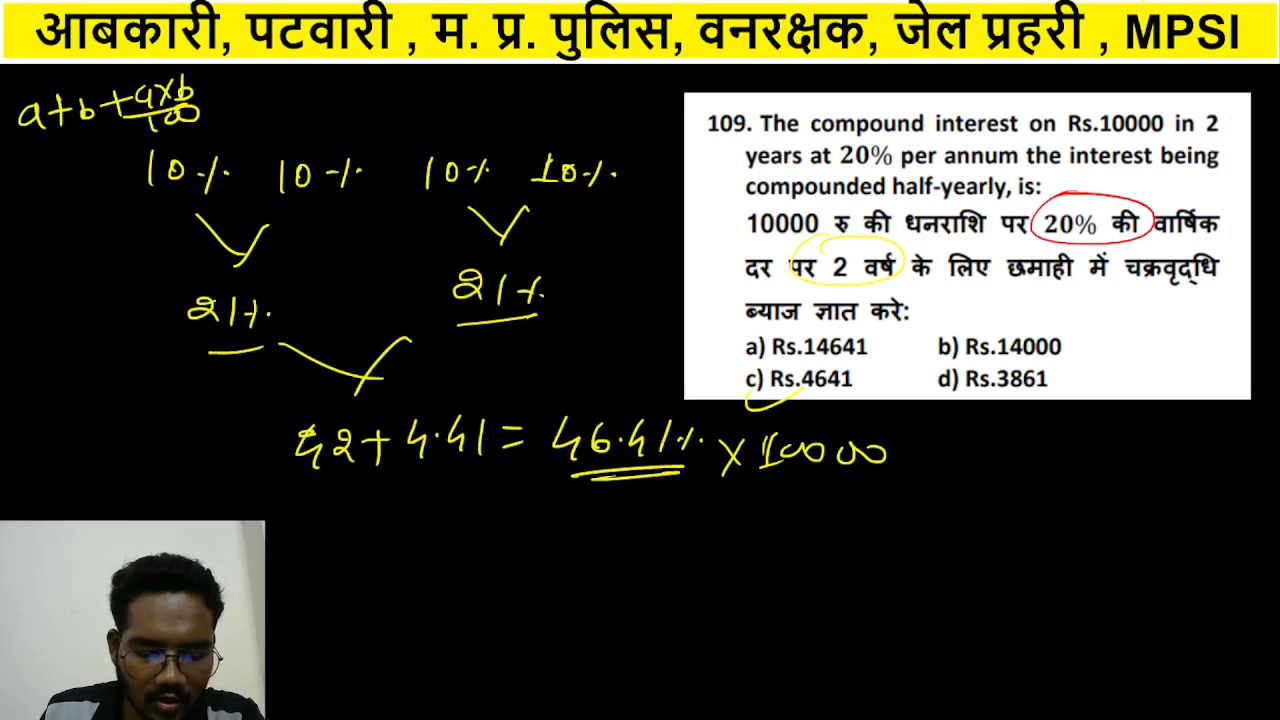 आबकारी, पटवारी , म. प्र. पुलिस, वनरक्षक, जेल प्रहरी , MPSI
a+b+a×b/100
10% 10% 10% 10%
21% 21%
42+4.41=46.41% ×10000
109. The compound interest on Rs.10000 in 2
years at 20% per annum the interest being
compounded half-yearly, is:
10000 रु की धनराशि पर 20% की वार्षिक
दर पर 2 वर्ष के लिए छमाही में चक्रवृद्धि
ब्याज ज्ञात करे:
a) Rs.14641 b) Rs.14000
c) Rs.4641 d) Rs.3861